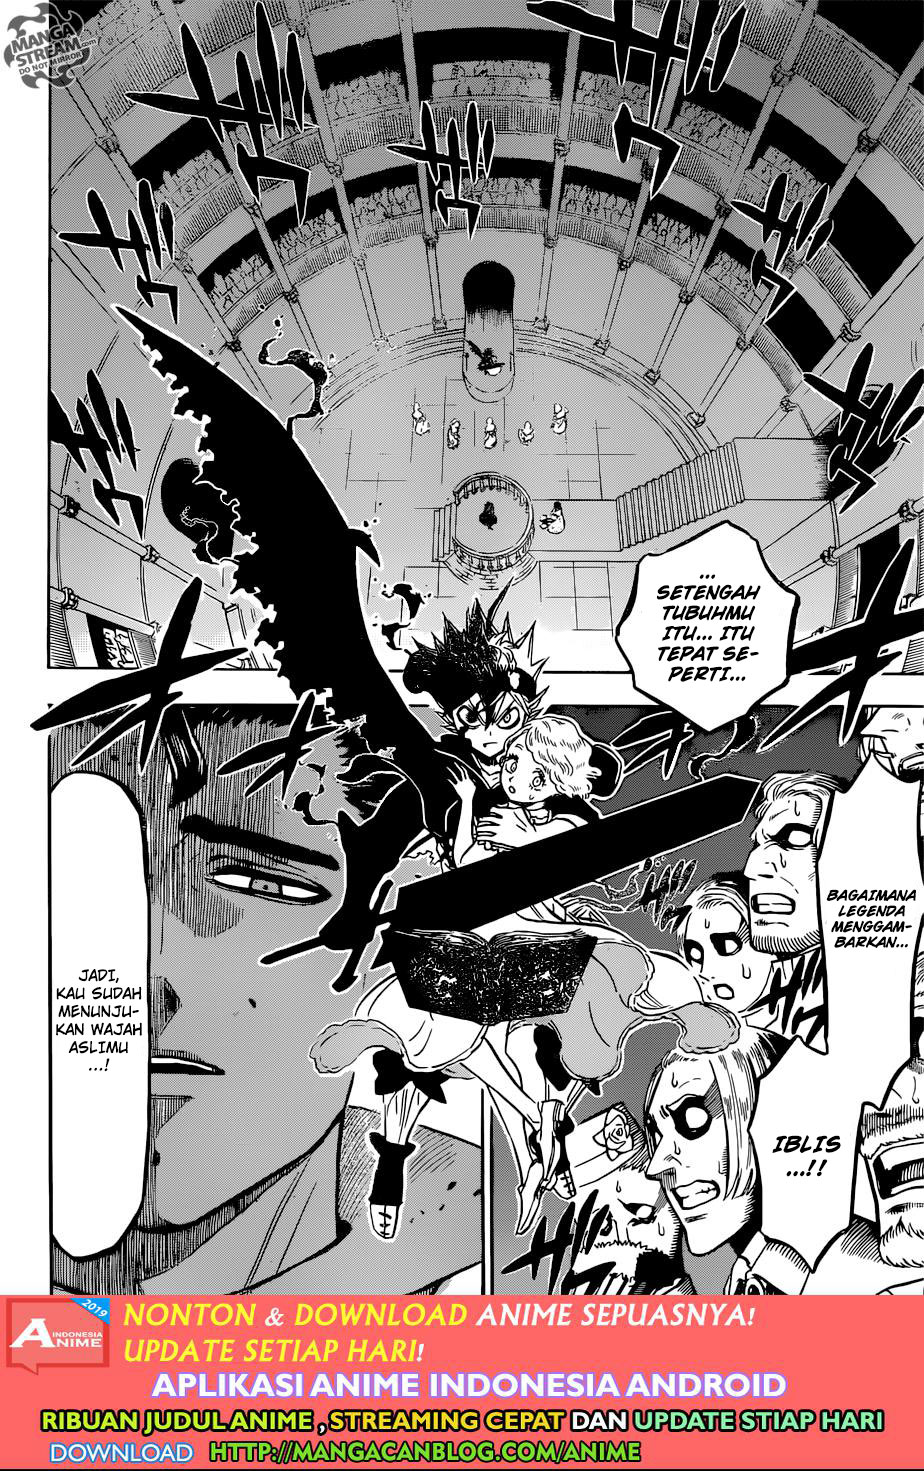 MANGA
STREAM.com
DO NOT MIRROR
...
SETENGAH
TUBUHMU
ITU... ITU
TEPAT SE-
PERTI...
BAGAIMANA
LEGENDA
MENGGAM-
BARKAN...
IBLIS
...!!
JADI,
KAU SUDAH
MENUNJU-
KAN WAJAH
ASLIMU
...!
2019
A
INDONESIA
ANIME
NONTON & DOWNLOAD ANIME SEPUASNYA!
UPDATE SETIAP HARI!
APLIKASI ANIME INDONESIA ANDROID
RIBUAN JUDUL ANIME , STREAMING CEPAT DAN UPDATE STIAP HARI
DOWNLOAD HTTP://MANGACANBLOG.COM/ANIME